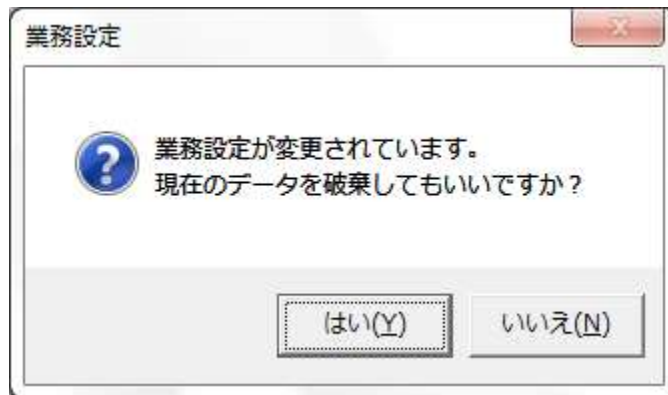 業務設定
業務設定が変更されています。
現在のデータを破棄してもいいですか？
はい(Y)
いいえ(N)